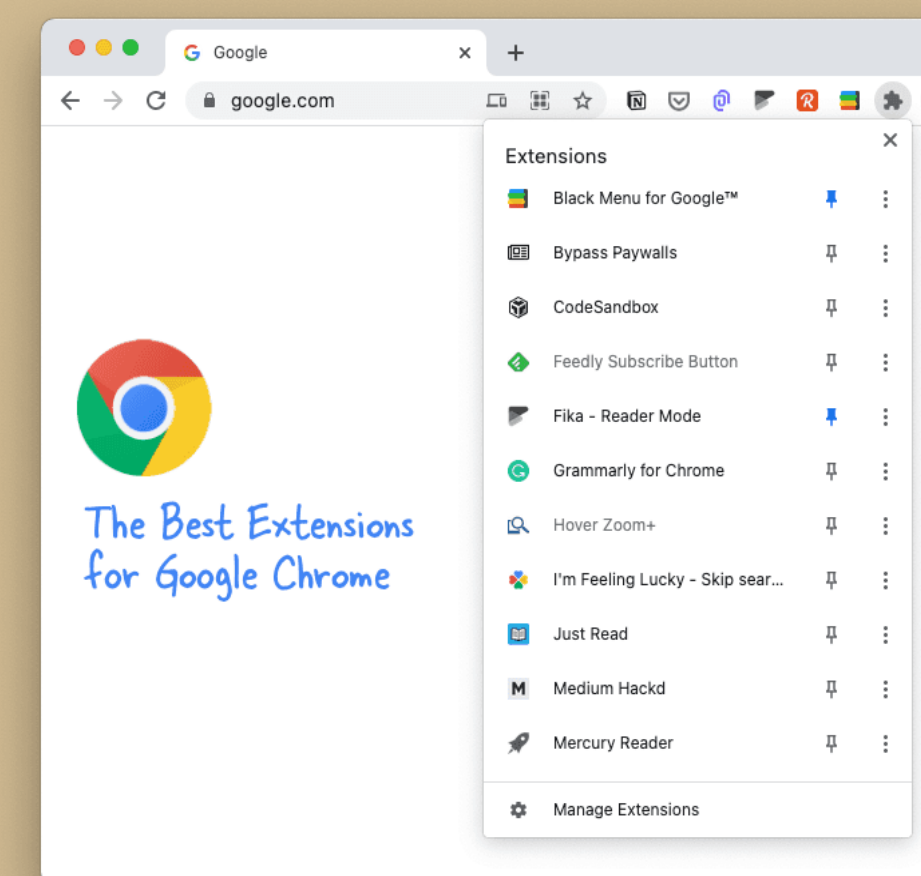 Google
google.com
Extensions
Black Menu for Google™
Bypass Paywalls
CodeSandbox
Feedly Subscribe Button
Fika - Reader Mode
Grammarly for Chrome
Hover Zoom+
I'm Feeling Lucky - Skip sear...
Just Read
Medium Hackd
Mercury Reader
Manage Extensions
The Best Extensions
for Google Chrome